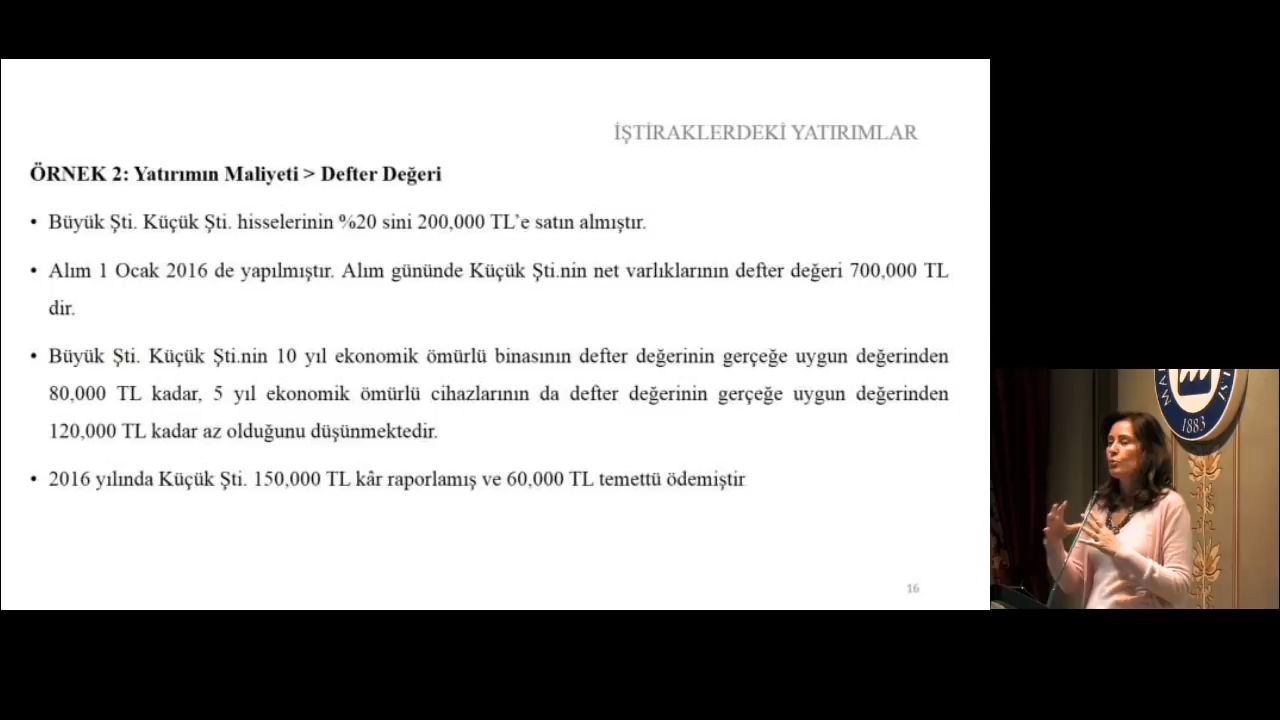 İŞTİRAKLERDEKİ YATIRIMLAR
ÖRNEK 2: Yatırımın Maliyeti > Defter Değeri
• Büyük Şti. Küçük Şti. hisselerinin %20 sini 200,000 TL’e satın almıştır.
• Alım 1 Ocak 2016 de yapılmıştır. Alım gününde Küçük Şti.nin net varlıklarının defter değeri 700,000 TL
dir.
• Büyük Şti. Küçük Şti.nin 10 yıl ekonomik ömürlü binasının defter değerinin gerçeğe uygun değerinden
80,000 TL kadar, 5 yıl ekonomik ömürlü cihazlarının da defter değerinin gerçeğe uygun değerinden
120,000 TL kadar az olduğunu düşünmektedir.
• 2016 yılında Küçük Şti. 150,000 TL kâr raporlamış ve 60,000 TL temettü ödemiştir
16
1883